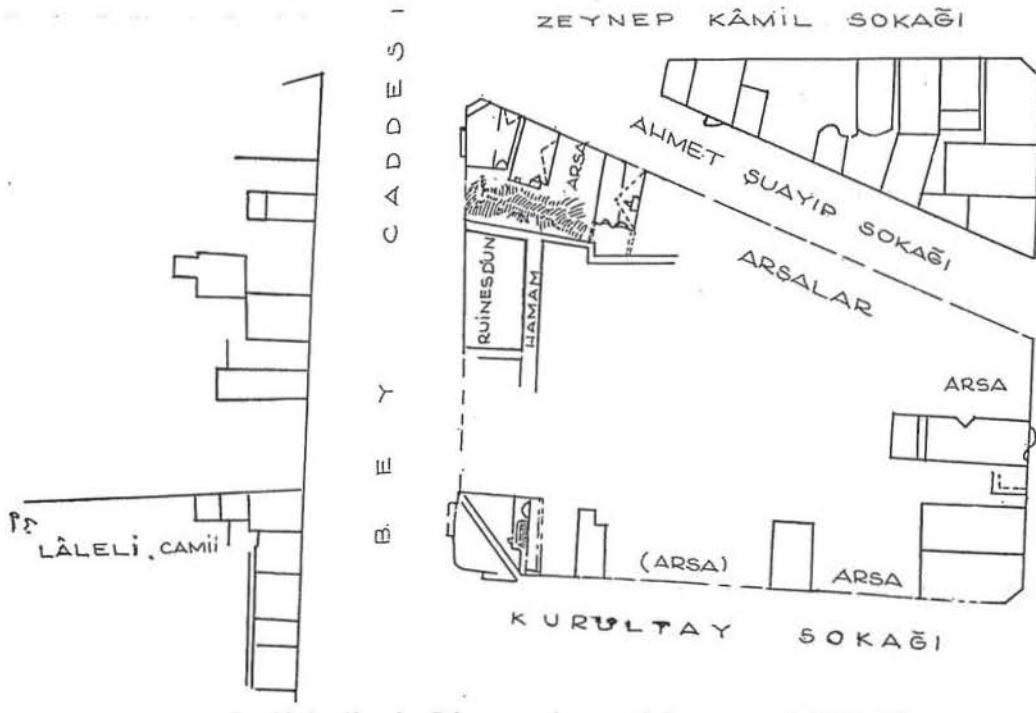 ZEYNEP KÂMİL SOKAĞI
BEY CADDESİ
AHMET ŞUAYIP SOKAĞI
ARSA
ARSALAR
RUİNESDUN
HAMAM
ARSA
LÂLELİ. CAMİİ
(ARSA)
ARSA
KURULTAY SOKAĞI